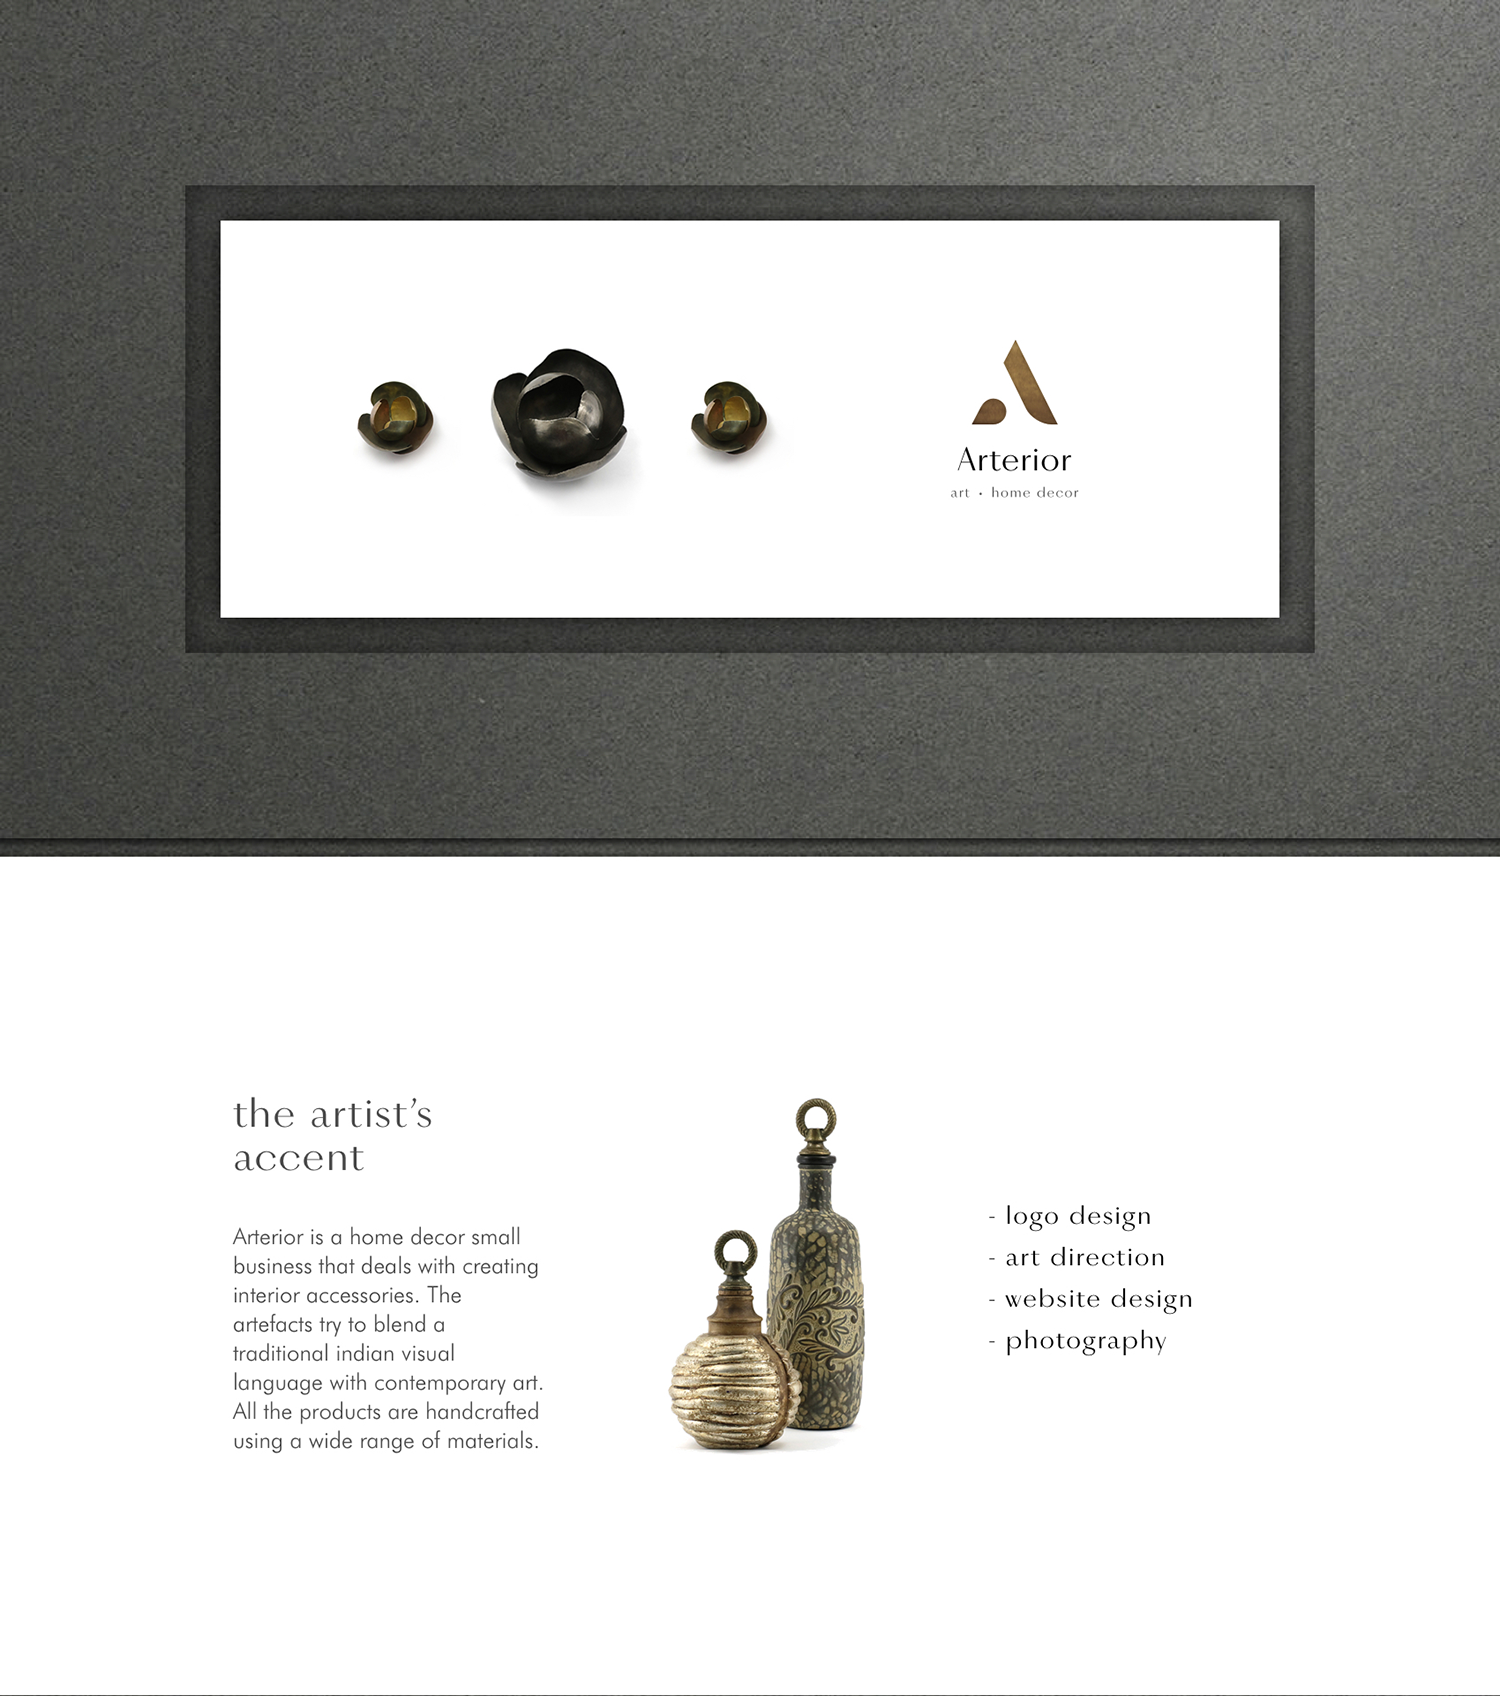 Arterior
art • home decor
the artist’s
accent
Arterior is a home decor small
business that deals with creating
interior accessories. The
artefacts try to blend a
traditional indian visual
language with contemporary art.
All the products are handcrafted
using a wide range of materials.
- logo design
- art direction
- website design
- photography